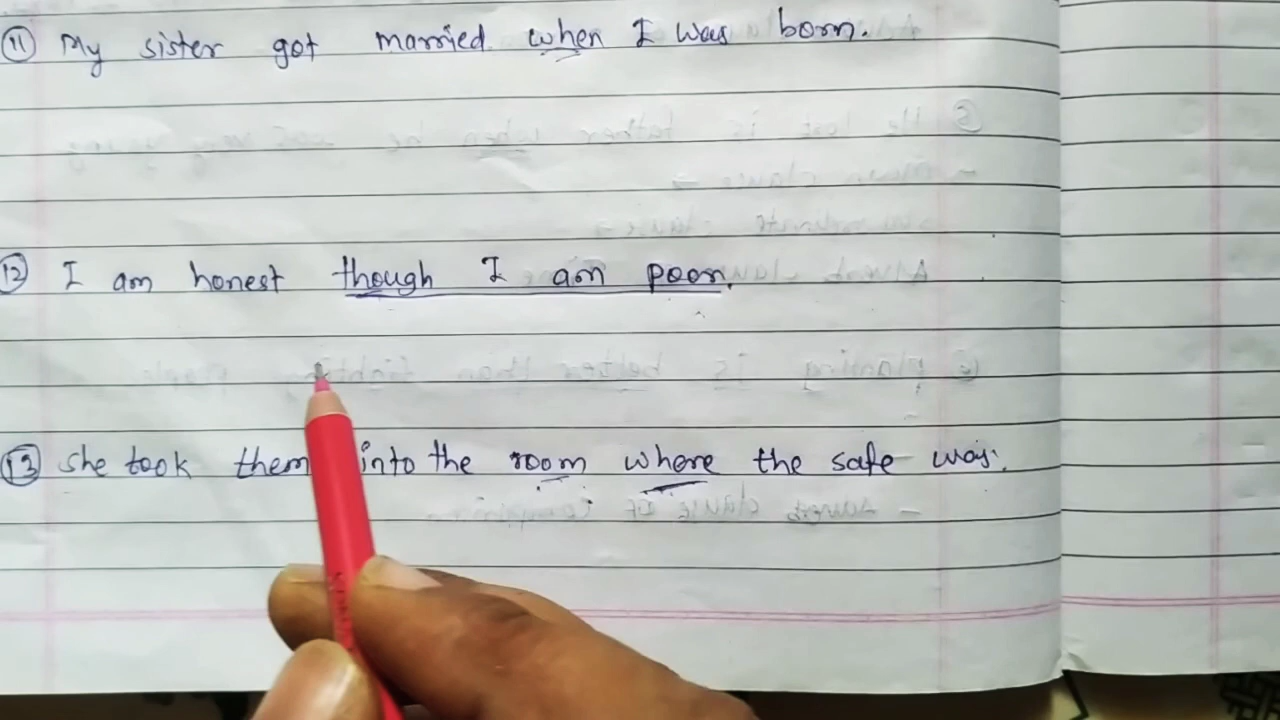 11 My sister got married when I was born.
12 I am honest though I am poor.
13 She took them into the room where the safe was.